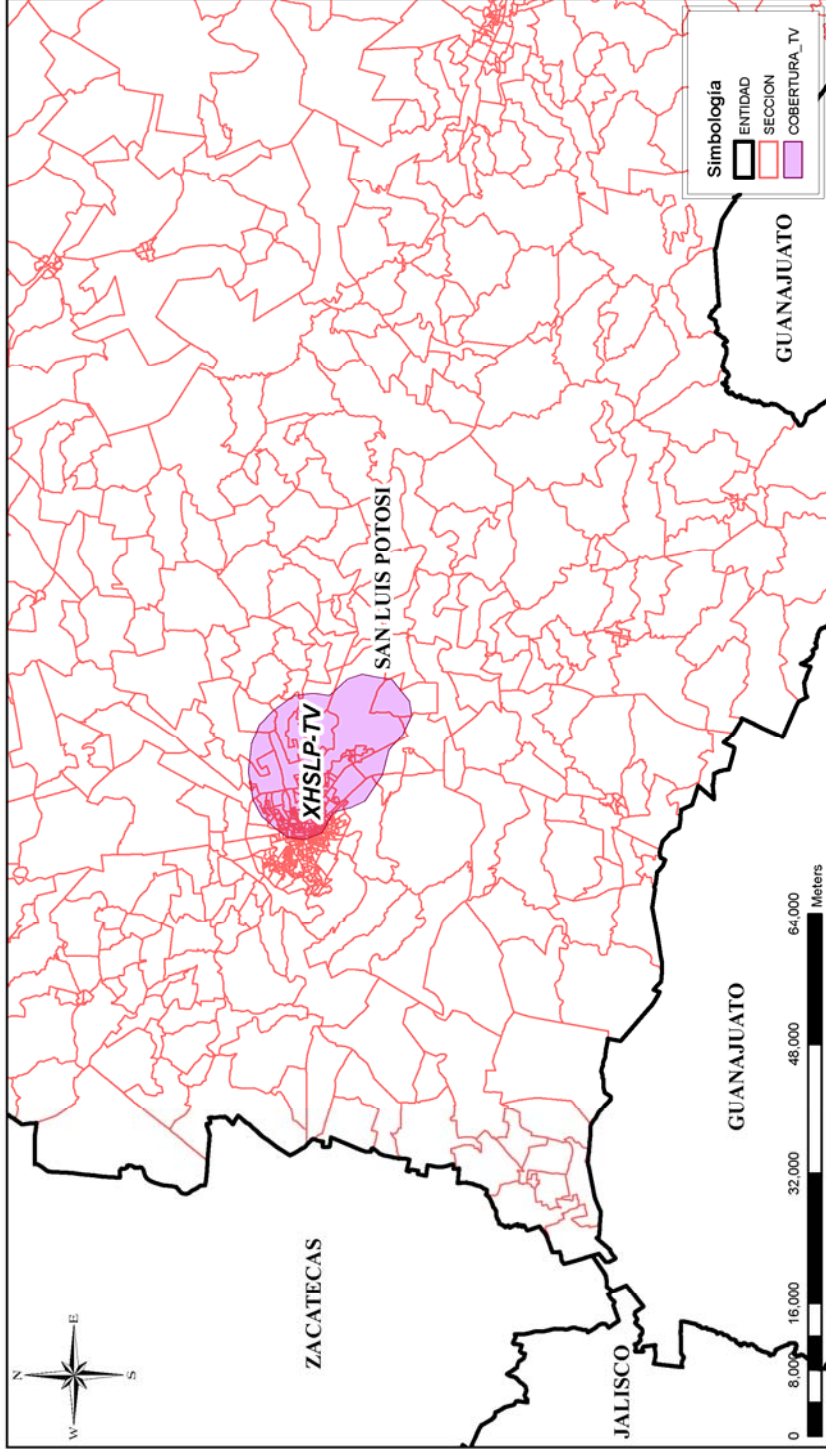 N
W
E
S
ZACATECAS
XHSLP-TV
SAN LUIS POTOSI
JALISCO
GUANAJUATO
GUANAJUATO
0
8,000
16,000
32,000
48,000
64,000
Meters
Simbología
ENTIDAD
SECCION
COBERTURA_TV